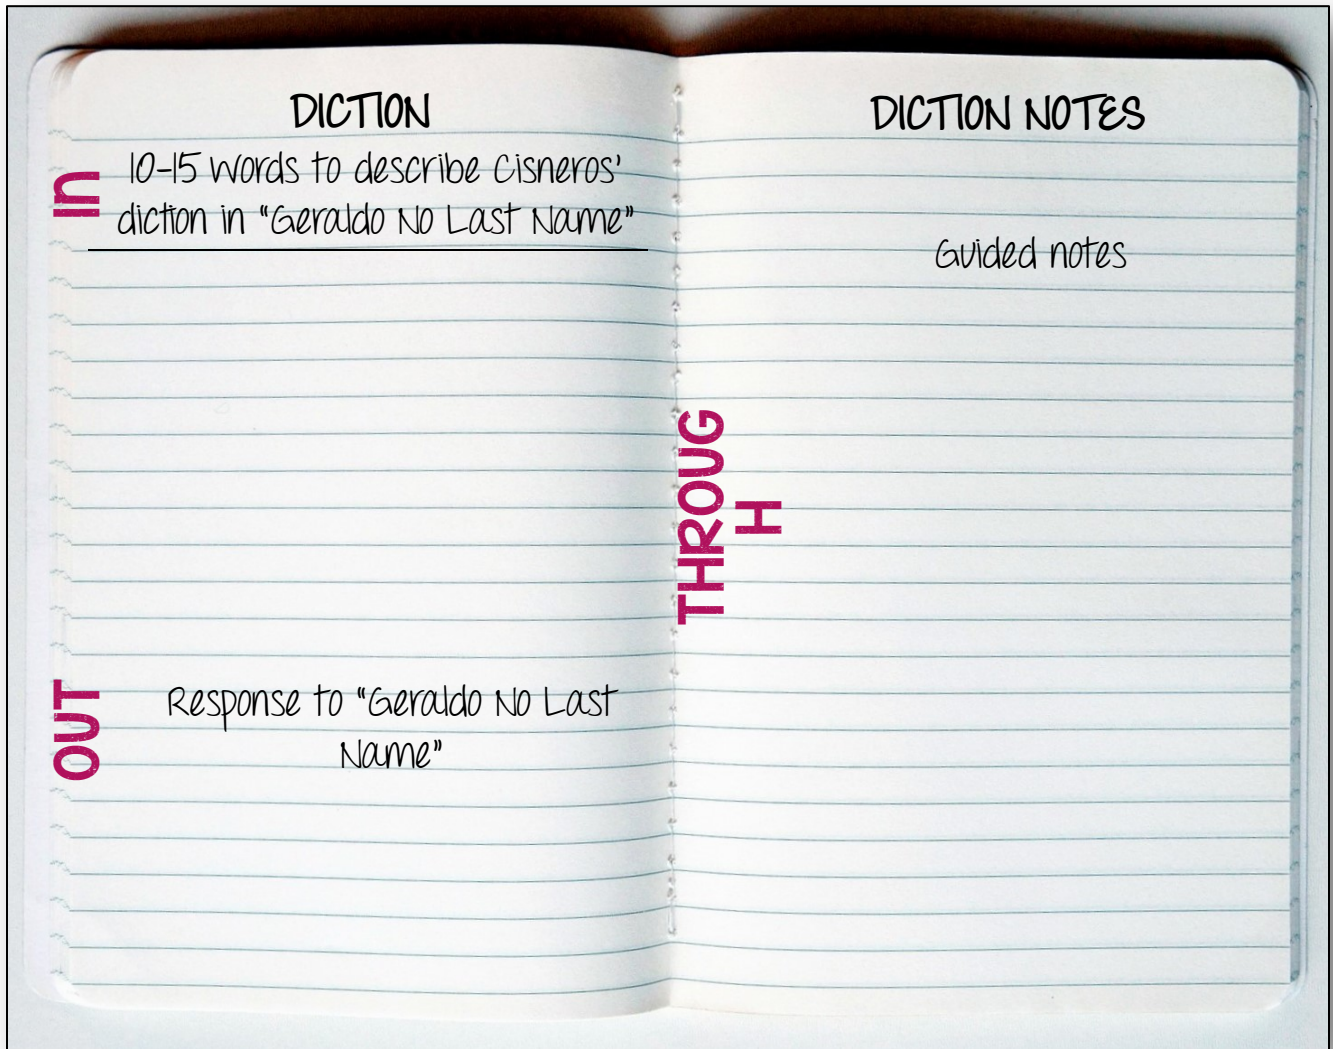 DICTION
In
10-15 words to describe Cisneros'
diction in "Geraldo No Last Name"
OUT
Response to "Geraldo No Last
Name"
THROUG
H
DICTION NOTES
Guided notes